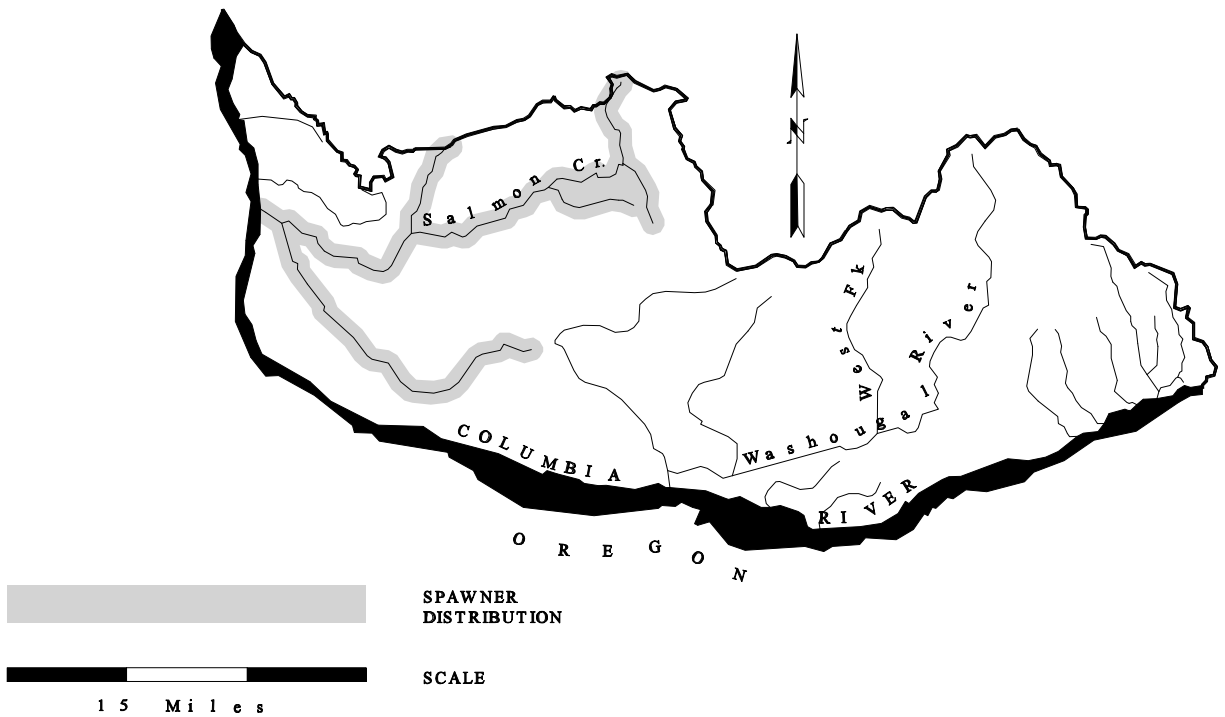 N
Salmon Cr.
West Fk
Washougal River
COLUMBIA RIVER
OREGON
SPAWNER
DISTRIBUTION
SCALE
15 Miles